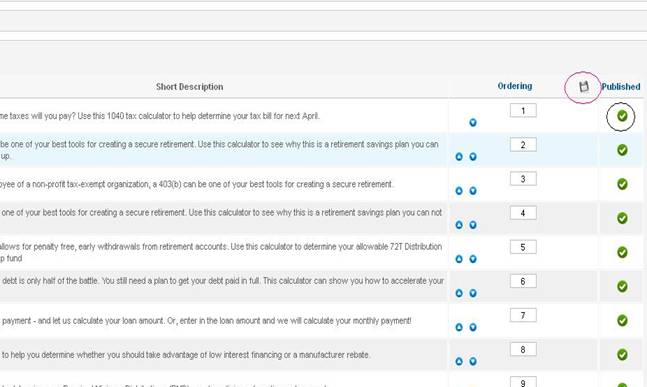 Short Description Ordering Published
me taxes will you pay? Use this 1040 tax calculator to help determine your tax bill for next April. 1
be one of your best tools for creating a secure retirement. Use this calculator to see why this is a retirement savings plan you can 2
up.
oyee of a non-profit tax-exempt organization, a 403(b) can be one of your best tools for creating a secure retirement. 3
one of your best tools for creating a secure retirement. Use this calculator to see why this is a retirement savings plan you can not 4
allows for penalty free, early withdrawals from retirement accounts. Use this calculator to determine your allowable 72T Distribution 5
p fund
debt is only half of the battle. You still need a plan to get your debt paid in full. This calculator can show you how to accelerate your 6
payment - and let us calculate your loan amount. Or, enter in the loan amount and we will calculate your monthly payment! 7
to help you determine whether you should take advantage of low interest financing or a manufacturer rebate. 8
9